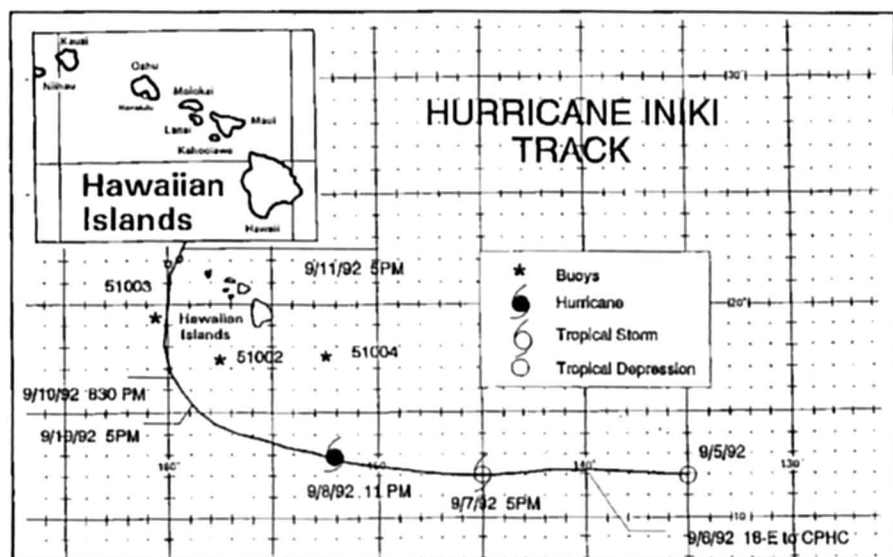 Kauai
Niihau
Oahu
Honolulu
Molokai
Lanai
Maui
Kahoolawe
Hawaiian
Islands
Hawaii
HURRICANE INIKI
TRACK
30°
9/11/92 5PM
51003
Hawaiian
Islands
51002
51004
Buoys
Hurricane
Tropical Storm
Tropical Depression
20°
9/10/92 830 PM
9/10/92 5PM
160°
9/8/92 11 PM
9/7/92 5PM
140°
9/5/92
130°
10°
9/6/92 18-E to CPHC